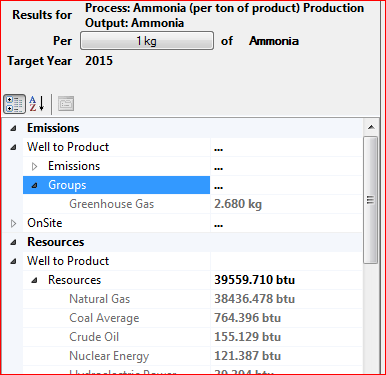 Results for Process: Ammonia (per ton of product) Production
Output: Ammonia
Per 1 kg of Ammonia
Target Year 2015
Emissions
Well to Product ...
Emissions ...
Groups ...
Greenhouse Gas 2.680 kg
OnSite ...
Resources
Well to Product
Resources 39559.710 btu
Natural Gas 38436.478 btu
Coal Average 764.396 btu
Crude Oil 155.129 btu
Nuclear Energy 121.387 btu